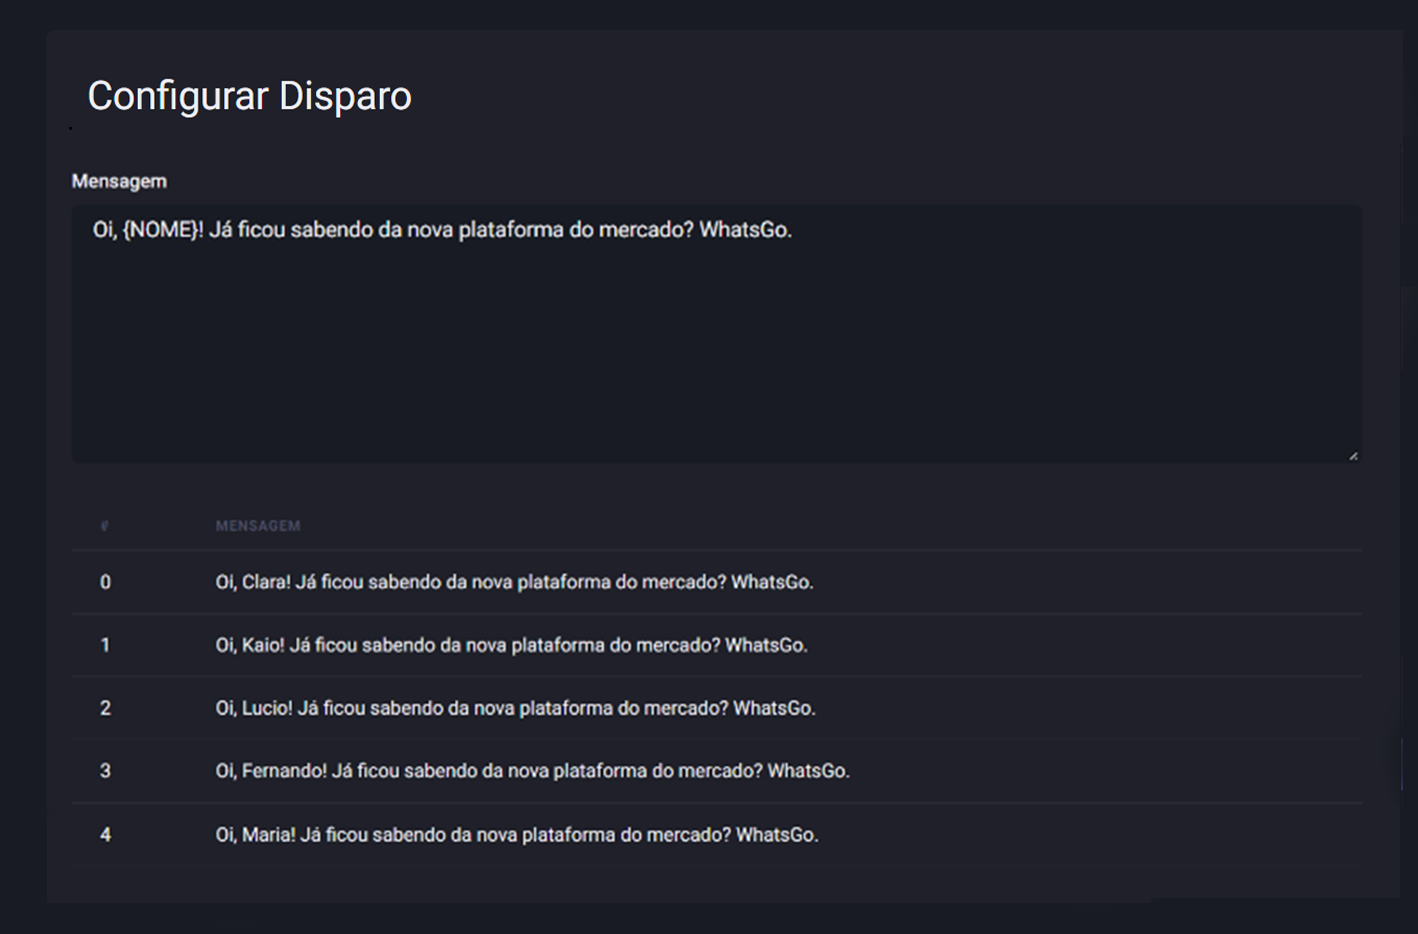 Configurar Disparo
Mensagem
Oi, {NOME}! Já ficou sabendo da nova plataforma do mercado? WhatsGo.
# MENSAGEM
0 Oi, Clara! Já ficou sabendo da nova plataforma do mercado? WhatsGo.
1 Oi, Kaio! Já ficou sabendo da nova plataforma do mercado? WhatsGo.
2 Oi, Lucio! Já ficou sabendo da nova plataforma do mercado? WhatsGo.
3 Oi, Fernando! Já ficou sabendo da nova plataforma do mercado? WhatsGo.
4 Oi, Maria! Já ficou sabendo da nova plataforma do mercado? WhatsGo.